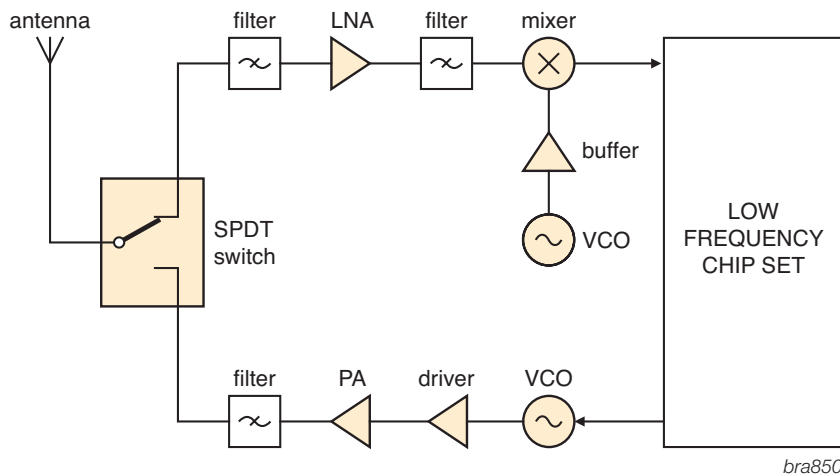 antenna
filter
LNA
filter
mixer
buffer
VCO
SPDT
switch
LOW
FREQUENCY
CHIP SET
filter
PA
driver
VCO
bra850